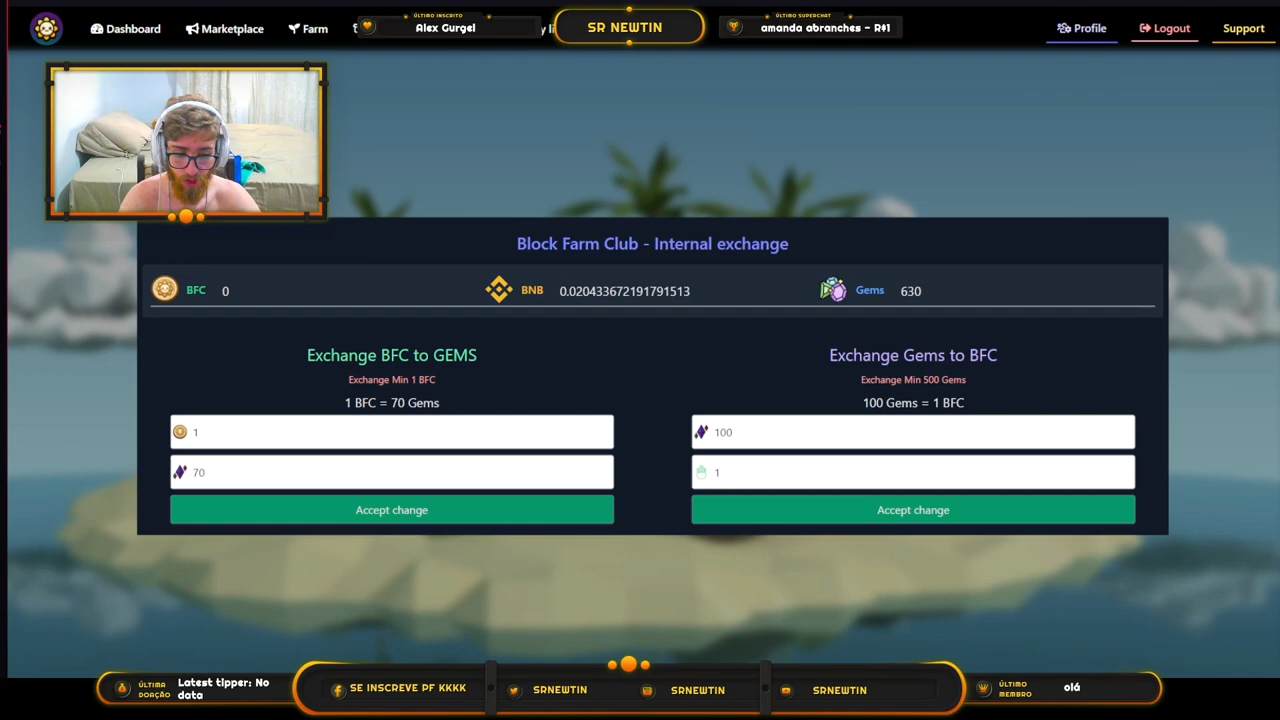 Dashboard
Marketplace
Farm
ÚLTIMO INSCRITO
Alex Gurgel
SR NEWTIN
ÚLTIMO SUPERCHAT
amanda abranches - R$1
Profile
Logout
Support
Block Farm Club - Internal exchange
BFC 0
BNB 0.020433672191791513
Gems 630
Exchange BFC to GEMS
Exchange Min 1 BFC
1 BFC = 70 Gems
1
70
Accept change
Exchange Gems to BFC
Exchange Min 500 Gems
100 Gems = 1 BFC
100
1
Accept change
ÚLTIMA
DOAÇÃO
Latest tipper: No
data
SE INSCREVE PF KKKK
SRNEWTIN
SRNEWTIN
SRNEWTIN
ÚLTIMO
MEMBRO
olá